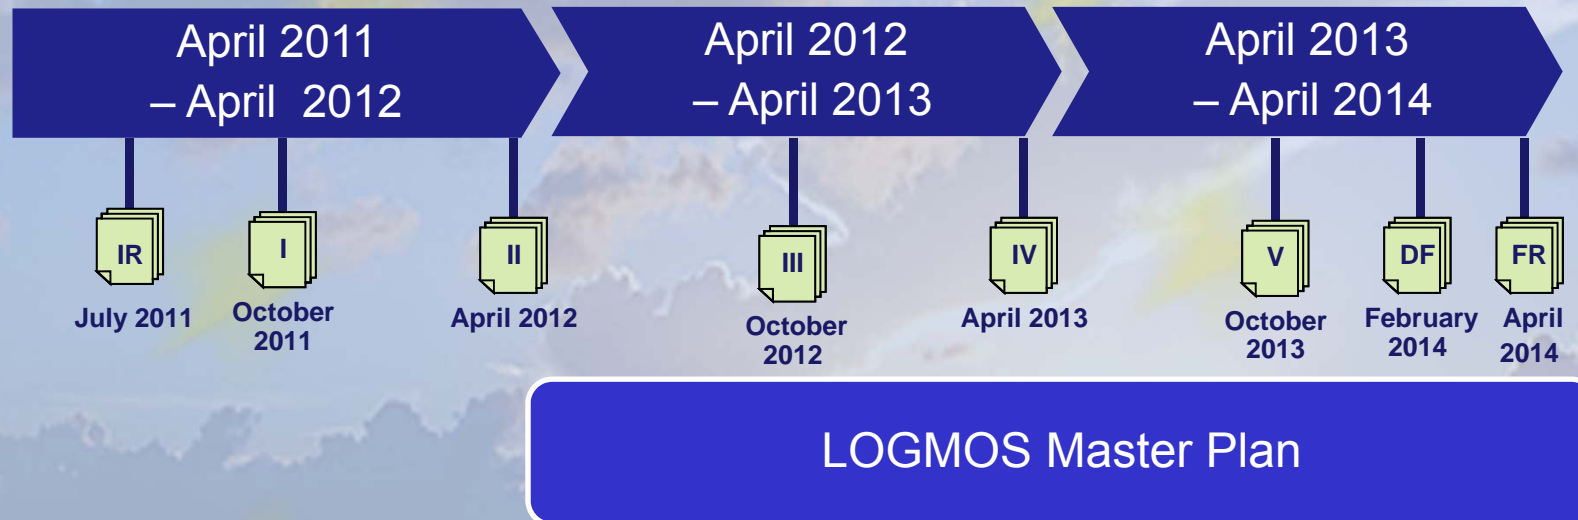 April 2011
– April 2012
April 2012
– April 2013
April 2013
– April 2014
IR
I
II
III
IV
V
DF
FR
July 2011
October
2011
April 2012
October
2012
April 2013
October
2013
February
2014
April
2014
LOGMOS Master Plan